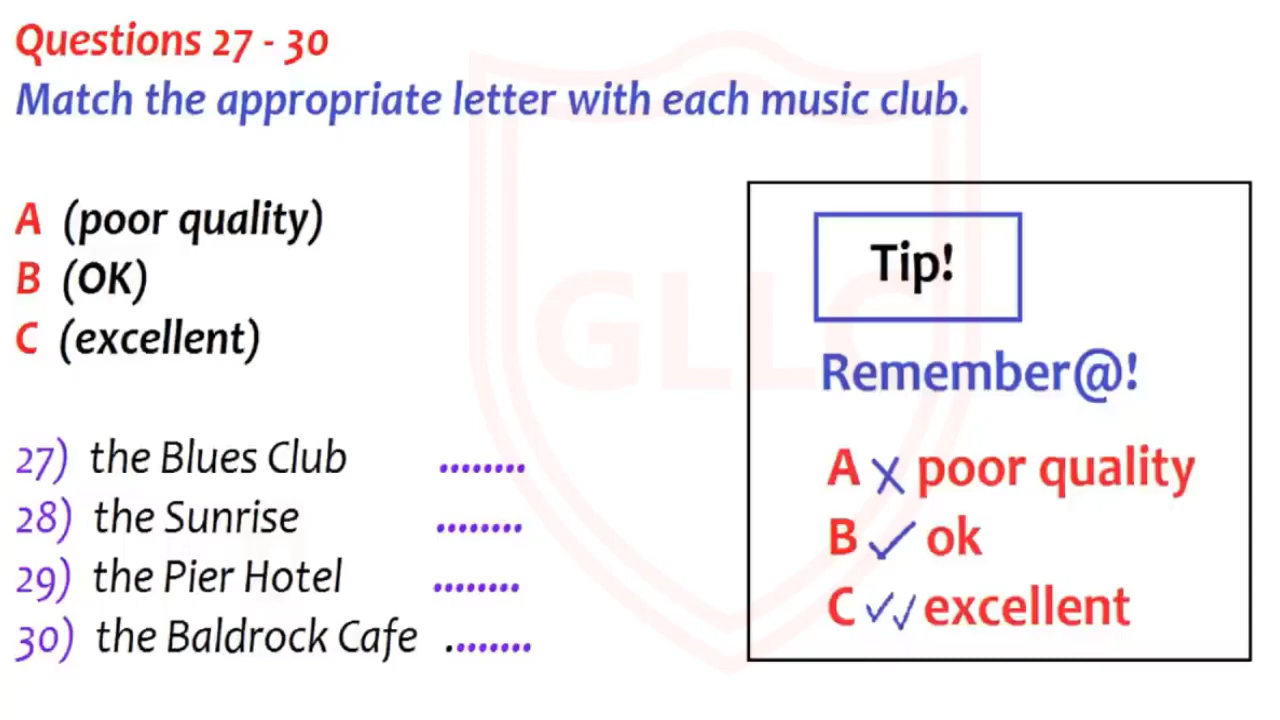 Questions 27 - 30
Match the appropriate letter with each music club.
A (poor quality)
B (OK)
C (excellent)
27) the Blues Club ........
28) the Sunrise ........
29) the Pier Hotel ........
30) the Baldrock Cafe ........
Tip!
Remember@!
A ✗ poor quality
B ✓ ok
C ✓✓ excellent
GLLC